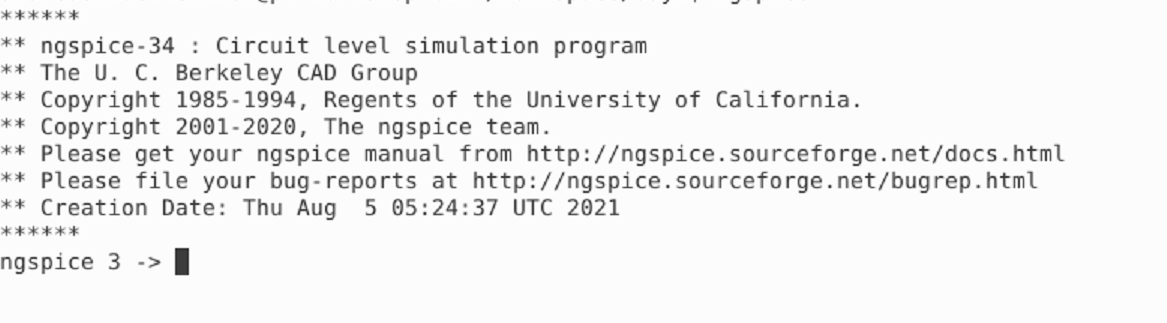 ******
** ngspice-34 : Circuit level simulation program
** The U. C. Berkeley CAD Group
** Copyright 1985-1994, Regents of the University of California.
** Copyright 2001-2020, The ngspice team.
** Please get your ngspice manual from http://ngspice.sourceforge.net/docs.html
** Please file your bug-reports at http://ngspice.sourceforge.net/bugrep.html
** Creation Date: Thu Aug  5 05:24:37 UTC 2021
******
ngspice 3 ->